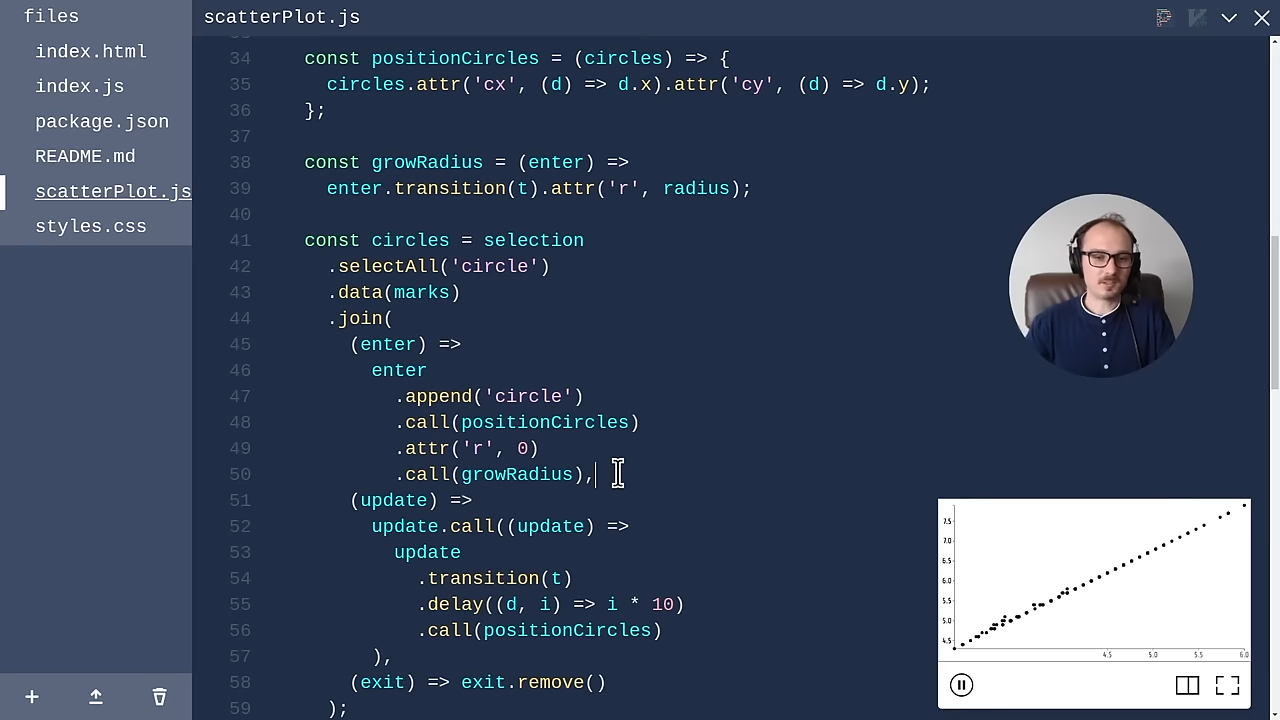 files
index.html
index.js
package.json
README.md
scatterPlot.js
styles.css
scatterPlot.js
34 const positionCircles = (circles) => {
35 circles.attr('cx', (d) => d.x).attr('cy', (d) => d.y);
36 };
37
38 const growRadius = (enter) =>
39 enter.transition(t).attr('r', radius);
40
41 const circles = selection
42 .selectAll('circle')
43 .data(marks)
44 .join(
45 (enter) =>
46 enter
47 .append('circle')
48 .call(positionCircles)
49 .attr('r', 0)
50 .call(growRadius),
51 (update) =>
52 update.call((update) =>
53 update
54 .transition(t)
55 .delay((d, i) => i * 10)
56 .call(positionCircles)
57 ),
58 (exit) => exit.remove()
59 );
7.5
7.0
6.5
6.0
5.5
5.0
4.5
4.5 5.0 5.5 6.0